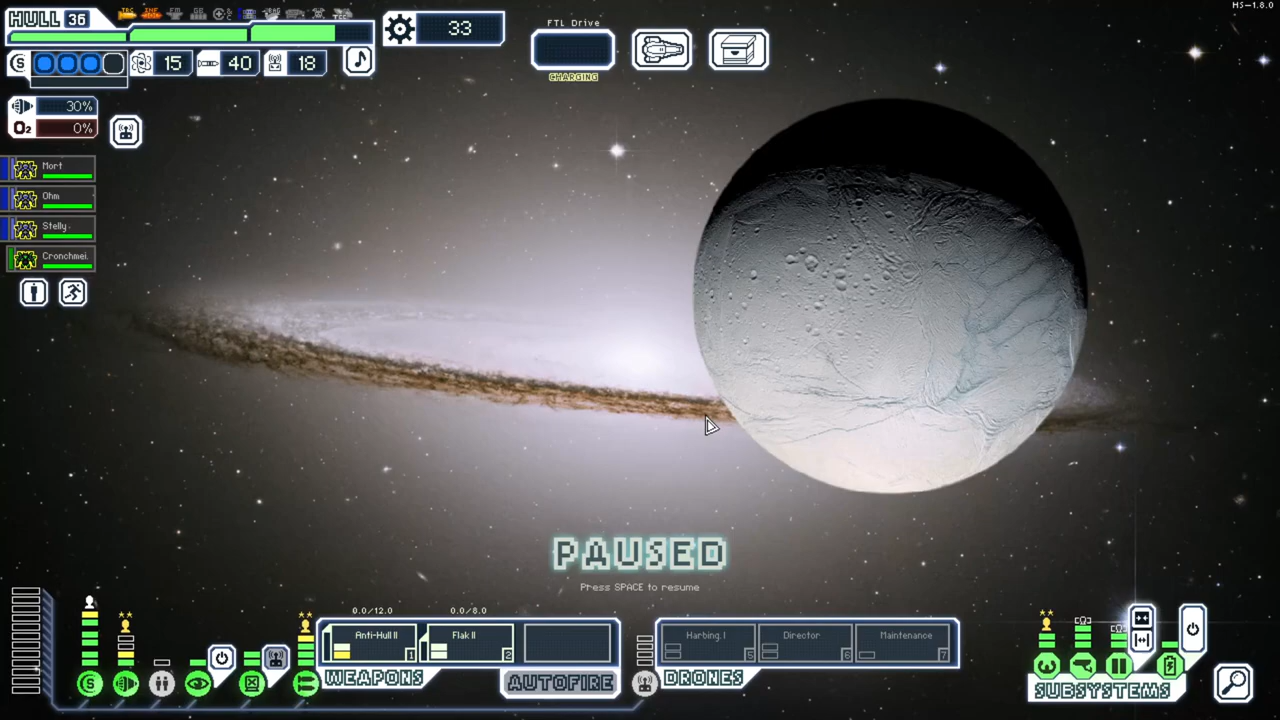 HULL 36
33
FTL Drive
HS-1.8.0
CHARGING
S
15
40
18
30%
O₂
0%
Mort
Ohm
Stelly
Cronchmei.
PAUSED
Press SPACE to resume
0.0/12.0
0.0/8.0
Anti-Hull II
1
Flak II
2
Harbing. I
5
Director
6
Maintenance
7
S
WEAPONS
AUTOFIRE
DRONES
SUBSYSTEMS